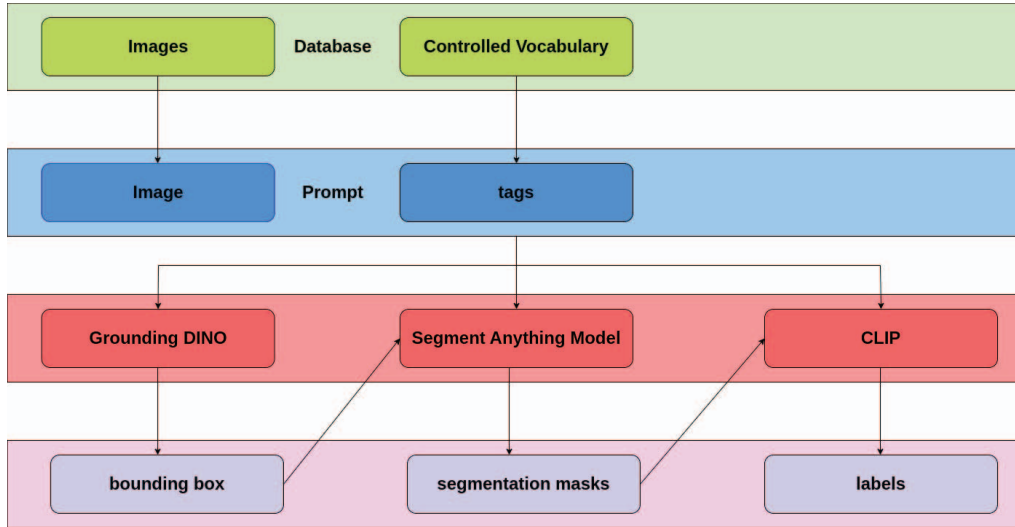 Images
Database
Controlled Vocabulary
Image
Prompt
tags
Grounding DINO
Segment Anything Model
CLIP
bounding box
segmentation masks
labels